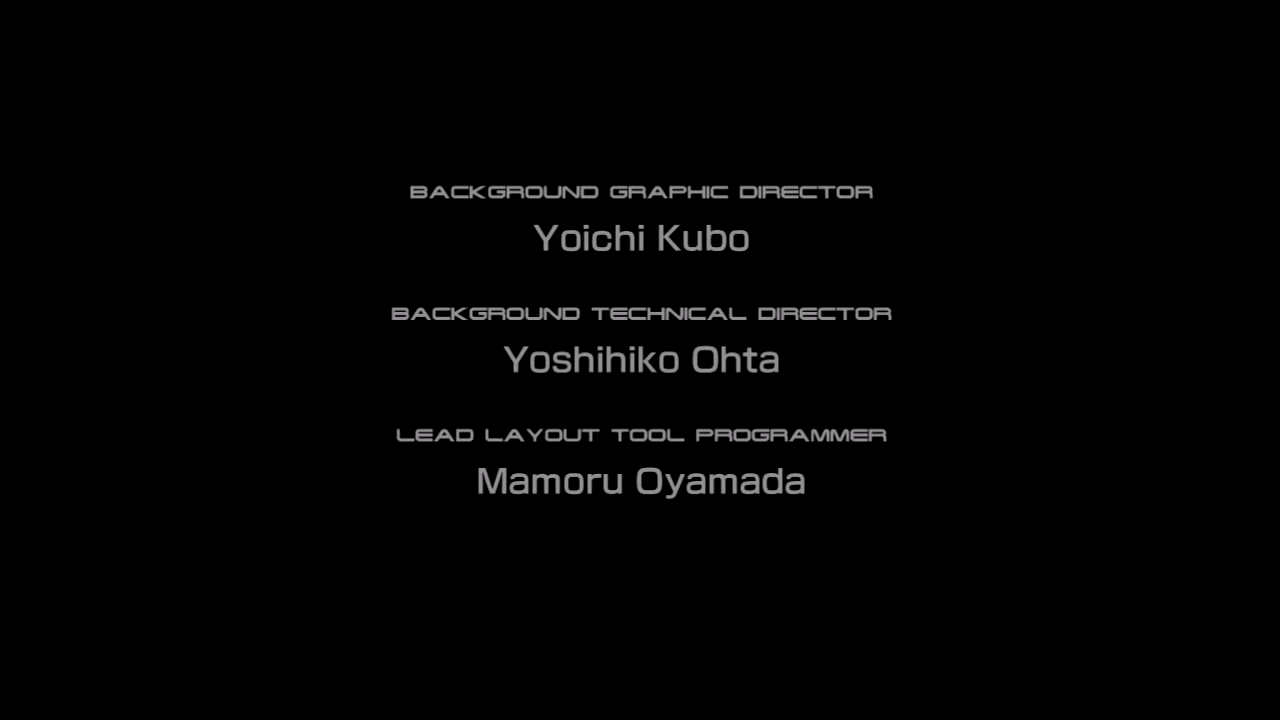 BACKGROUND GRAPHIC DIRECTOR
Yoichi Kubo
BACKGROUND TECHNICAL DIRECTOR
Yoshihiko Ohta
LEAD LAYOUT TOOL PROGRAMMER
Mamoru Oyamada